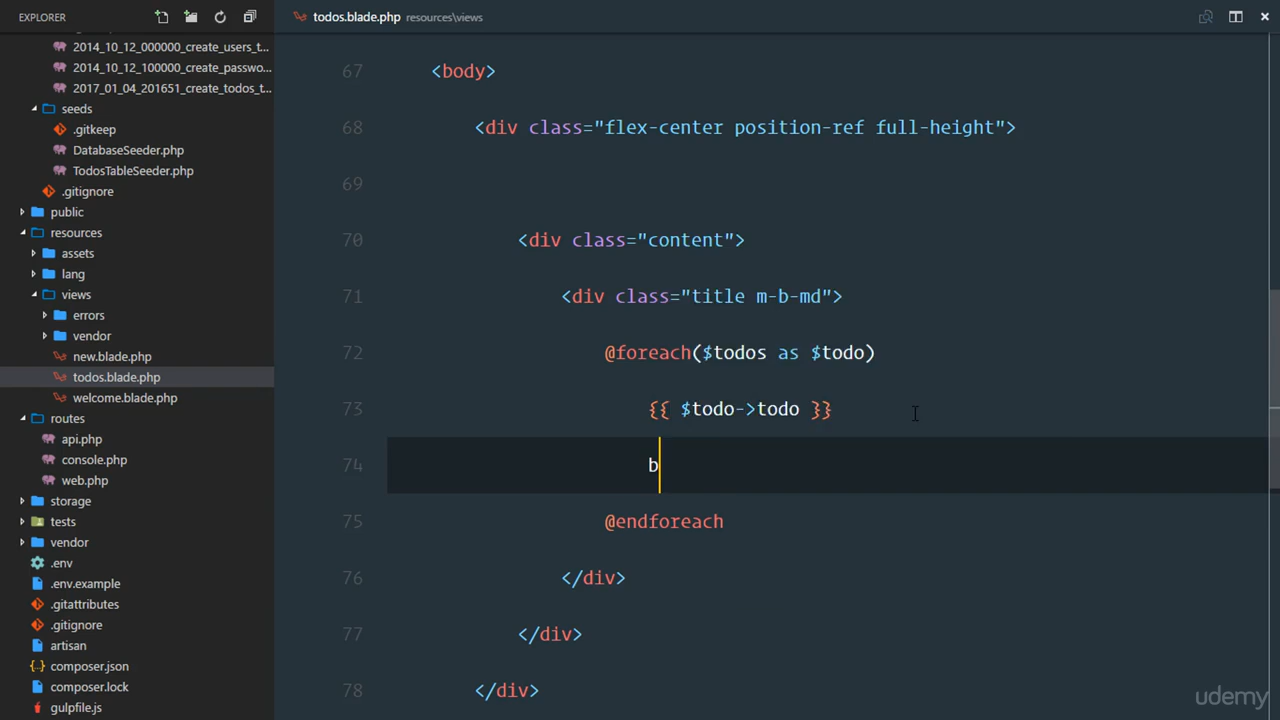 EXPLORER
todos.blade.php resources\views
2014_10_12_000000_create_users_t...
2014_10_12_100000_create_passwo...
2017_01_04_201651_create_todos_t...
seeds
.gitkeep
DatabaseSeeder.php
TodosTableSeeder.php
.gitignore
public
resources
assets
lang
views
errors
vendor
new.blade.php
todos.blade.php
welcome.blade.php
routes
api.php
console.php
web.php
storage
tests
vendor
.env
.env.example
.gitattributes
.gitignore
artisan
composer.json
composer.lock
gulpfile.js
67 <body>
68 <div class="flex-center position-ref full-height">
69
70 <div class="content">
71 <div class="title m-b-md">
72 @foreach($todos as $todo)
73 {{ $todo->todo }}
74 b
75 @endforeach
76 </div>
77 </div>
78 </div>
udemy